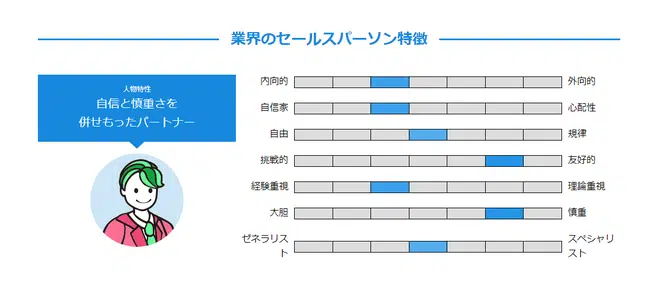 業界のセールスパーソン特徴
人物特性
自信と慎重さを
併せもったパートナー
内向的 外向的
自信家 心配性
自由 規律
挑戦的 友好的
経験重視 理論重視
大胆 慎重
ゼネラリス スペシャリ
ト スト